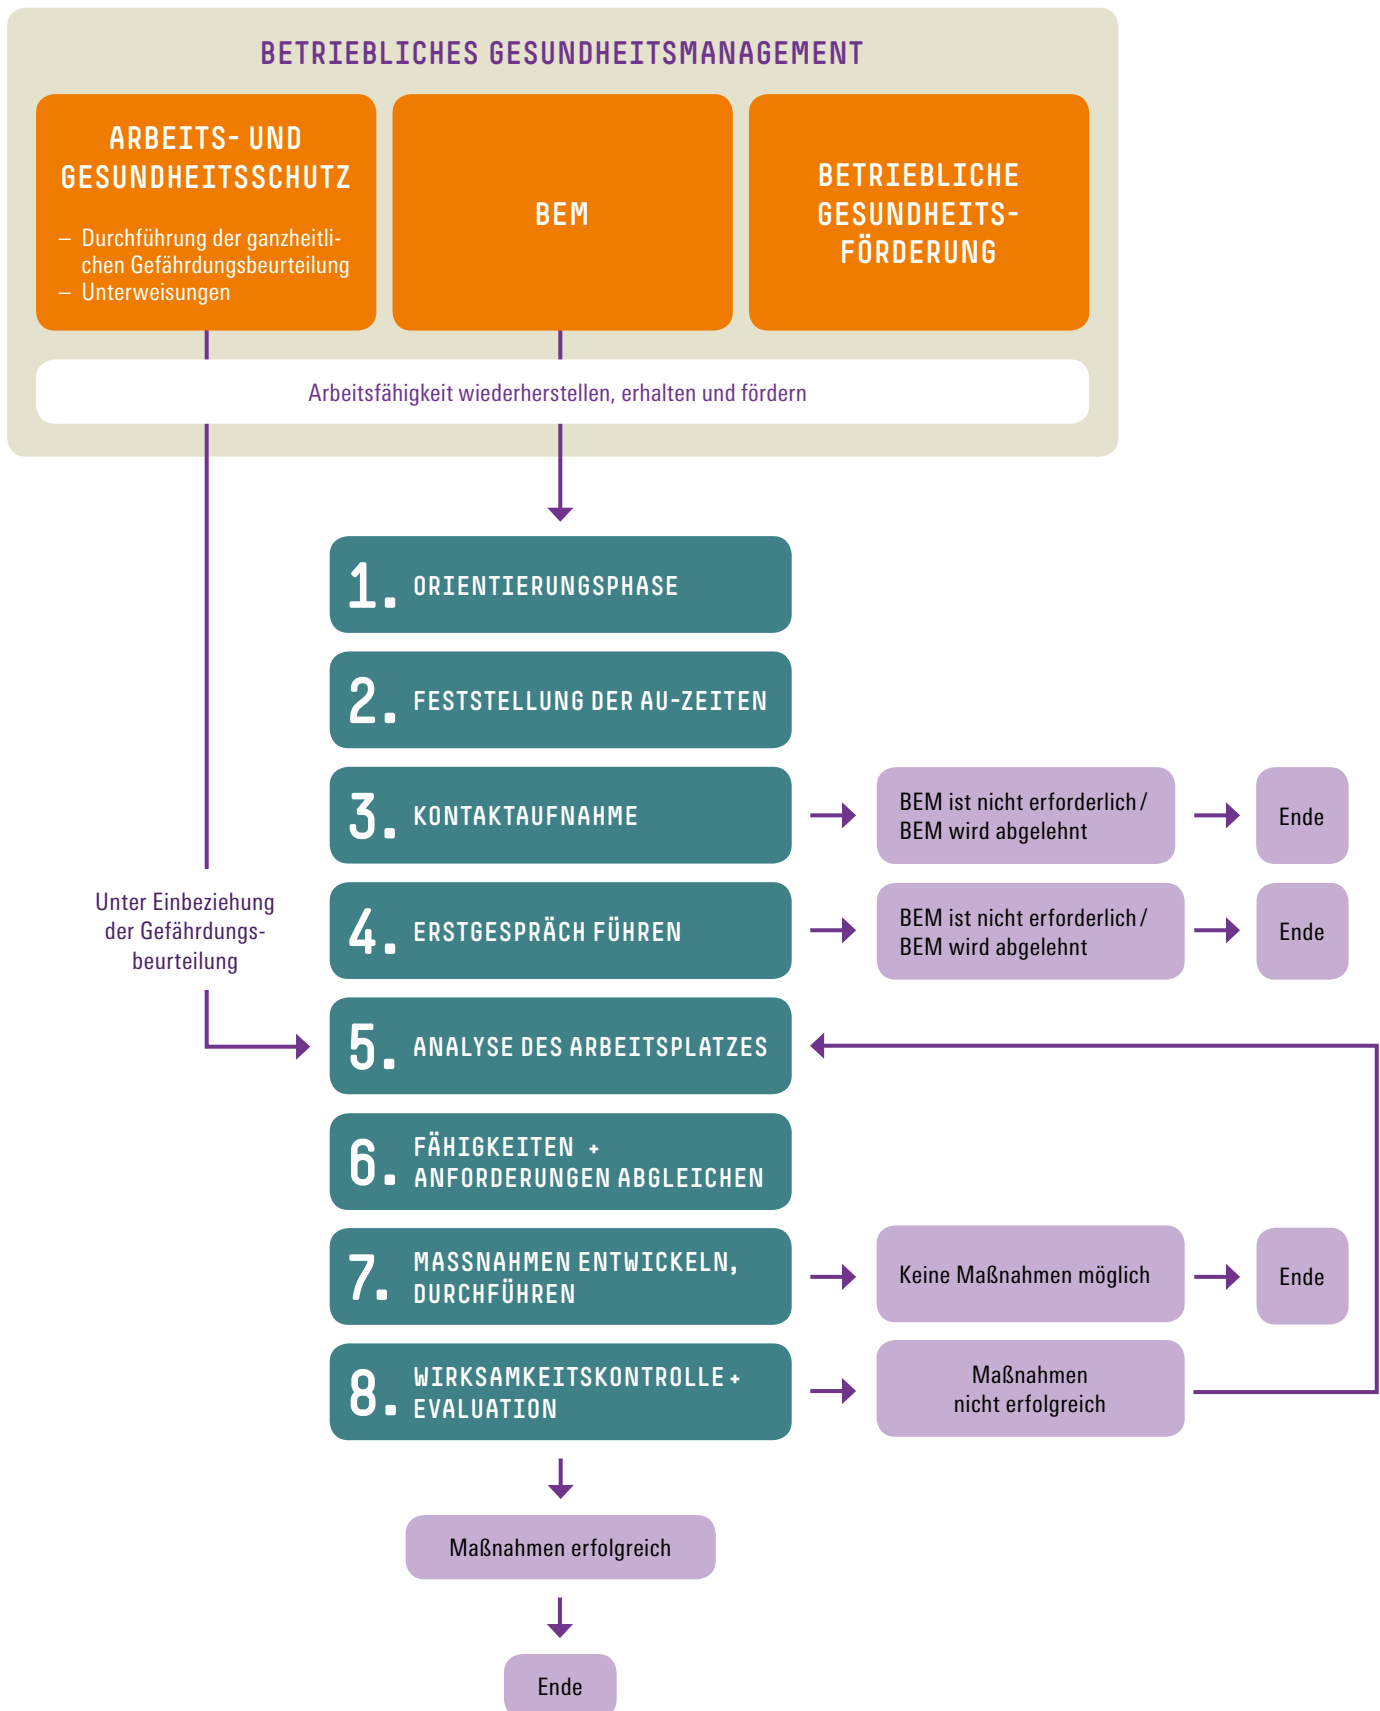 BETRIEBLICHES GESUNDHEITSMANAGEMENT
ARBEITS- UND
GESUNDHEITSSCHUTZ
– Durchführung der ganzheitli-
chen Gefährdungsbeurteilung
– Unterweisungen
BEM
BETRIEBLICHE
GESUNDHEITS-
FÖRDERUNG
Arbeitsfähigkeit wiederherstellen, erhalten und fördern
1. ORIENTIERUNGSPHASE
2. FESTSTELLUNG DER AU-ZEITEN
3. KONTAKTAUFNAHME
BEM ist nicht erforderlich /
BEM wird abgelehnt
Ende
Unter Einbeziehung
der Gefährdungs-
beurteilung
4. ERSTGESPRÄCH FÜHREN
BEM ist nicht erforderlich /
BEM wird abgelehnt
Ende
5. ANALYSE DES ARBEITSPLATZES
6. FÄHIGKEITEN +
ANFORDERUNGEN ABGLEICHEN
7. MASSNAHMEN ENTWICKELN,
DURCHFÜHREN
Keine Maßnahmen möglich
Ende
8. WIRKSAMKEITSKONTROLLE +
EVALUATION
Maßnahmen
nicht erfolgreich
Maßnahmen erfolgreich
Ende